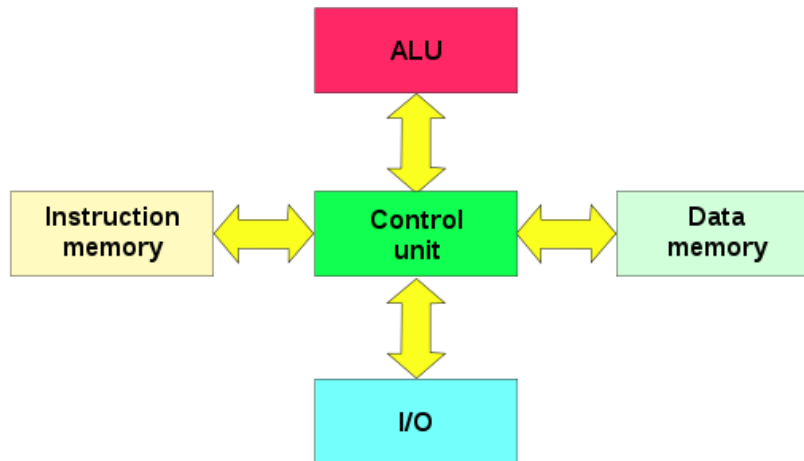 ALU
Instruction
memory
Control
unit
Data
memory
I/O